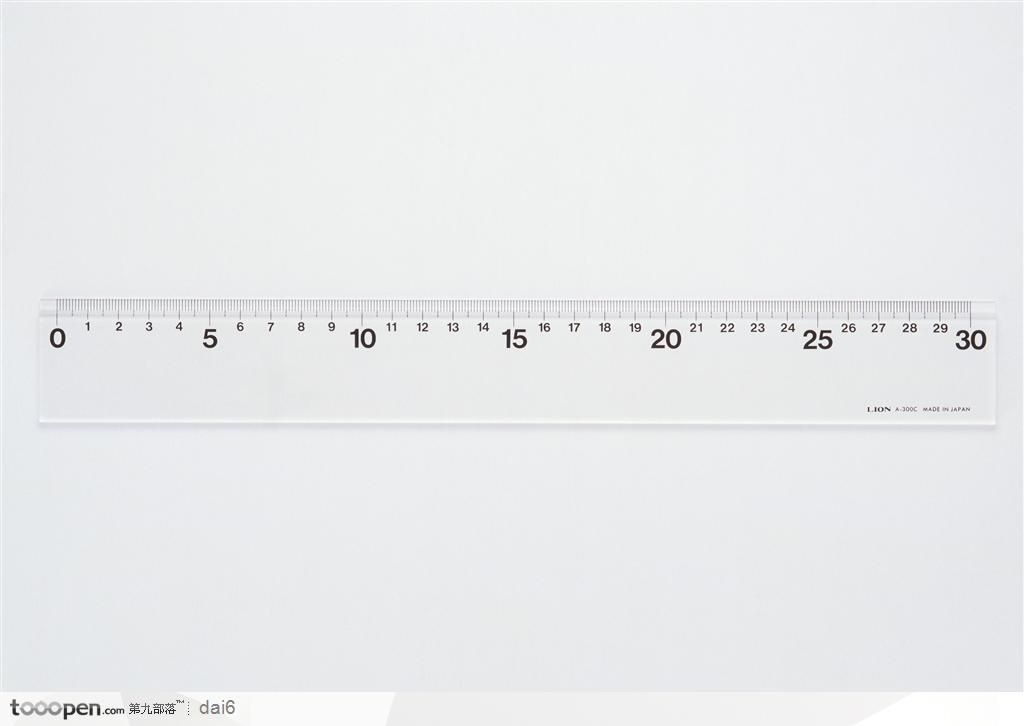 0 1 2 3 4 5 6 7 8 9 10 11 12 13 14 15 16 17 18 19 20 21 22 23 24 25 26 27 28 29 30
LION A-300C MADE IN JAPAN
tooopen.com 第九部落™ dai6